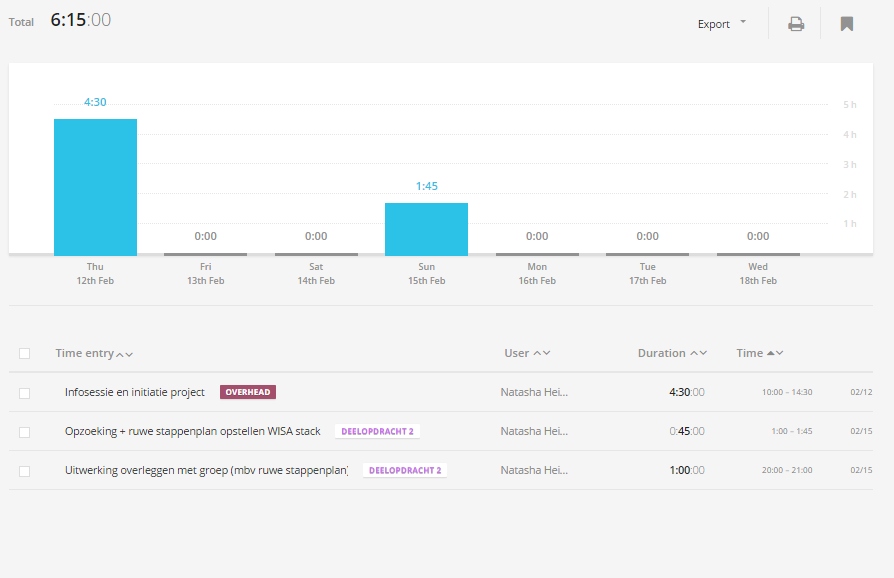 Total 6:15:00
Export
4:30
5 h
4 h
3 h
2 h
1:45
1 h
0:00 0:00 0:00 0:00 0:00
Thu Fri Sat Sun Mon Tue Wed
12th Feb 13th Feb 14th Feb 15th Feb 16th Feb 17th Feb 18th Feb
Time entry User Duration Time
Infosessie en initiatie project OVERHEAD Natasha Hei... 4:30:00 10:00 – 14:30 02/12
Opzoeking + ruwe stappenplan opstellen WISA stack DEELOPDRACHT 2 Natasha Hei... 0:45:00 1:00 – 1:45 02/15
Uitwerking overleggen met groep (mbv ruwe stappenplan) DEELOPDRACHT 2 Natasha Hei... 1:00:00 20:00 – 21:00 02/15